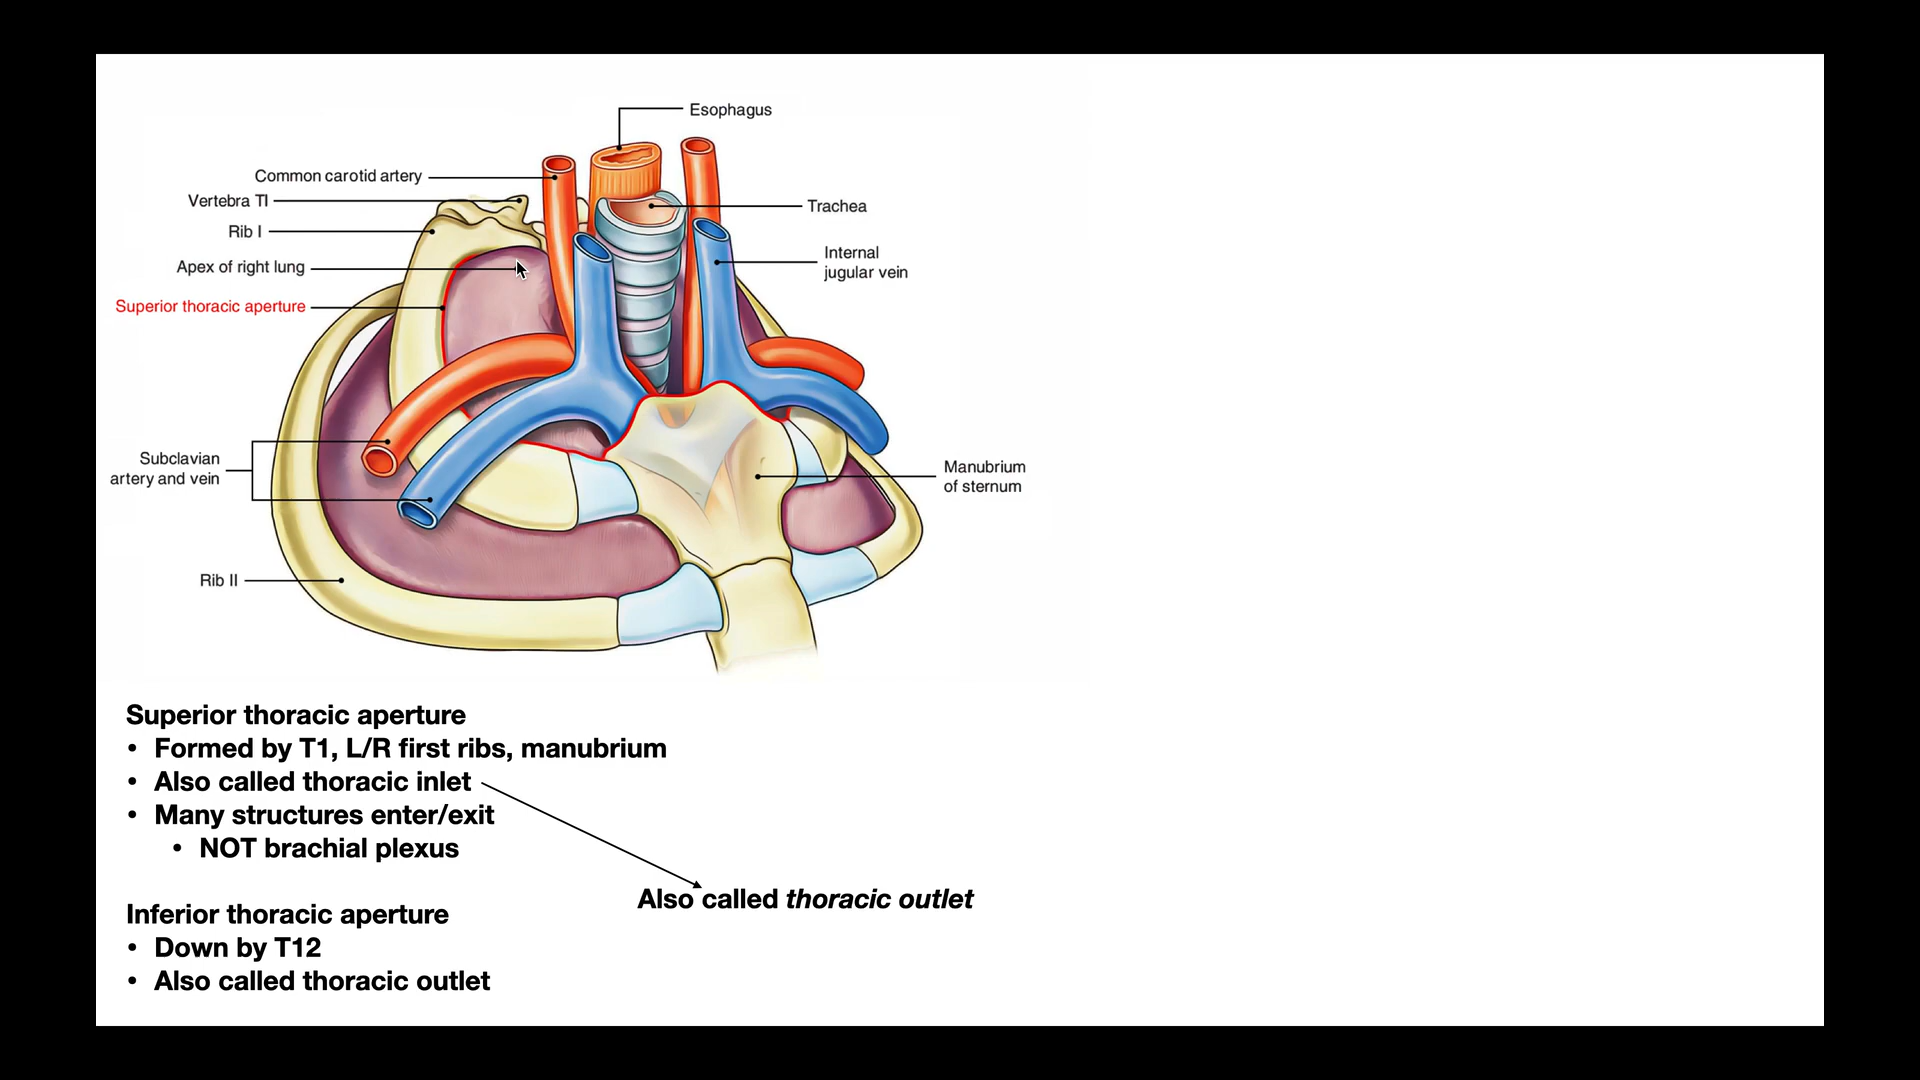 Esophagus
Common carotid artery
Vertebra TI
Trachea
Rib I
Internal
jugular vein
Apex of right lung
Superior thoracic aperture
Subclavian
artery and vein
Manubrium
of sternum
Rib II
Superior thoracic aperture
• Formed by T1, L/R first ribs, manubrium
• Also called thoracic inlet
• Many structures enter/exit
• NOT brachial plexus
Also called thoracic outlet
Inferior thoracic aperture
• Down by T12
• Also called thoracic outlet